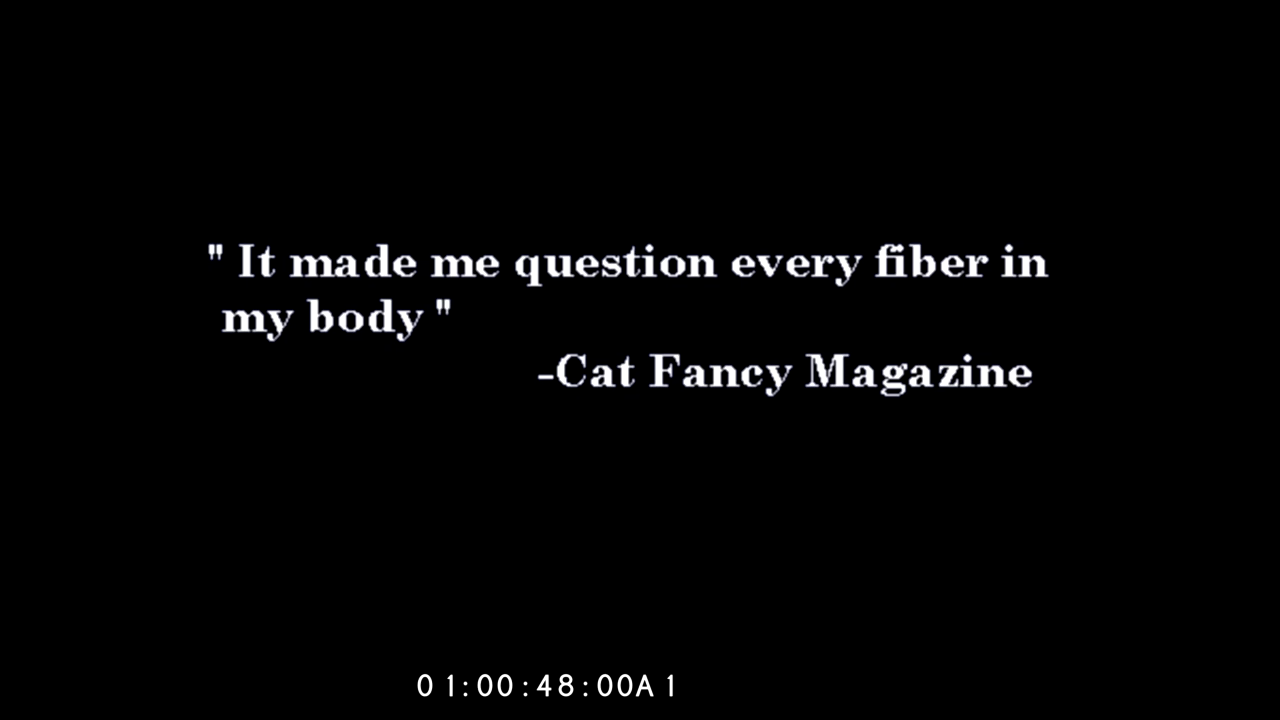 " It made me question every fiber in
my body "
-Cat Fancy Magazine
01:00:48:00A1